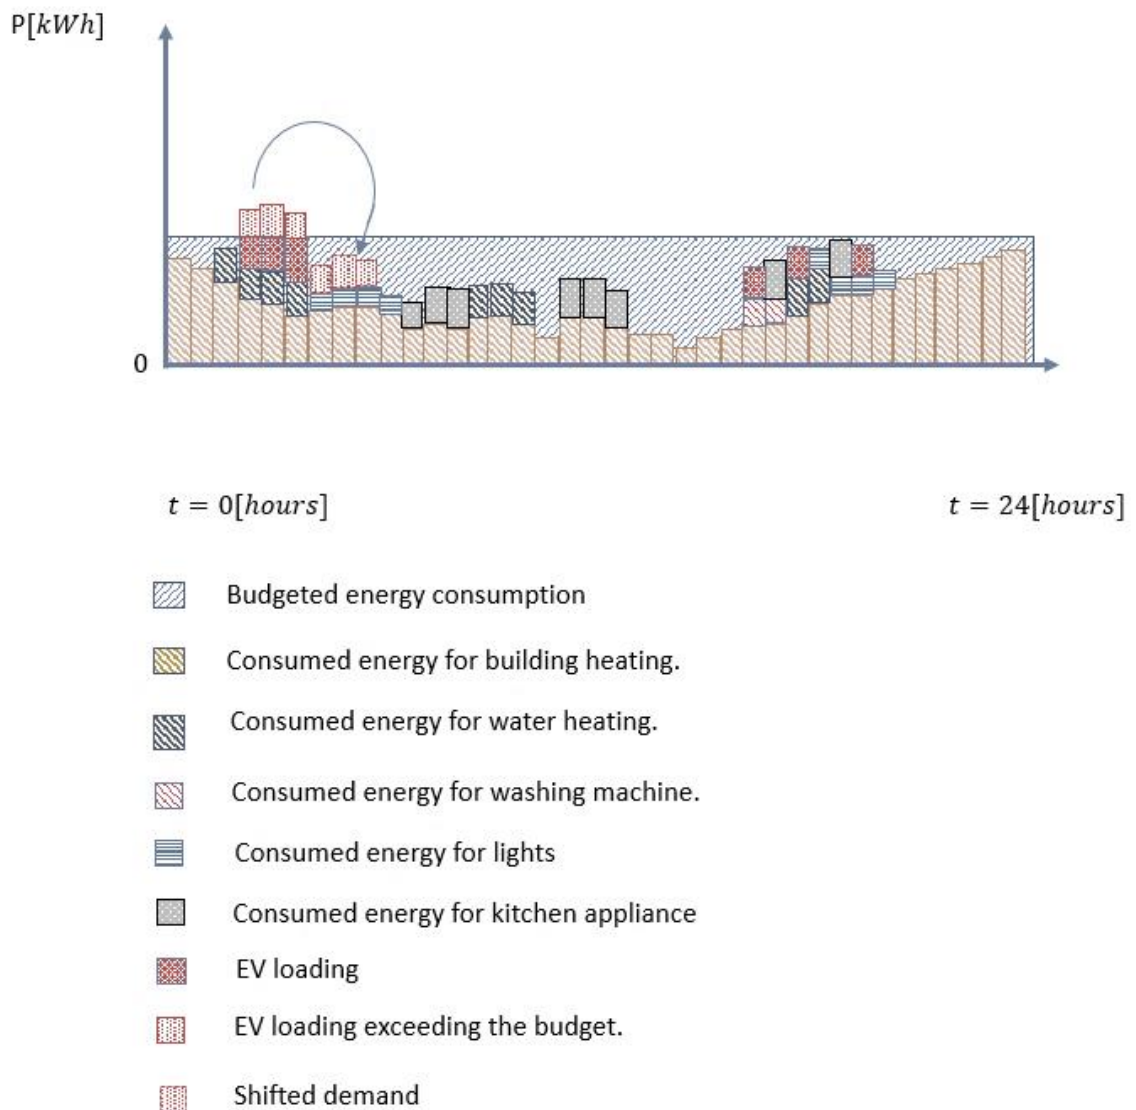 P[kWh]
0
t = 0[hours]
t = 24[hours]
Budgeted energy consumption
Consumed energy for building heating.
Consumed energy for water heating.
Consumed energy for washing machine.
Consumed energy for lights
Consumed energy for kitchen appliance
EV loading
EV loading exceeding the budget.
Shifted demand